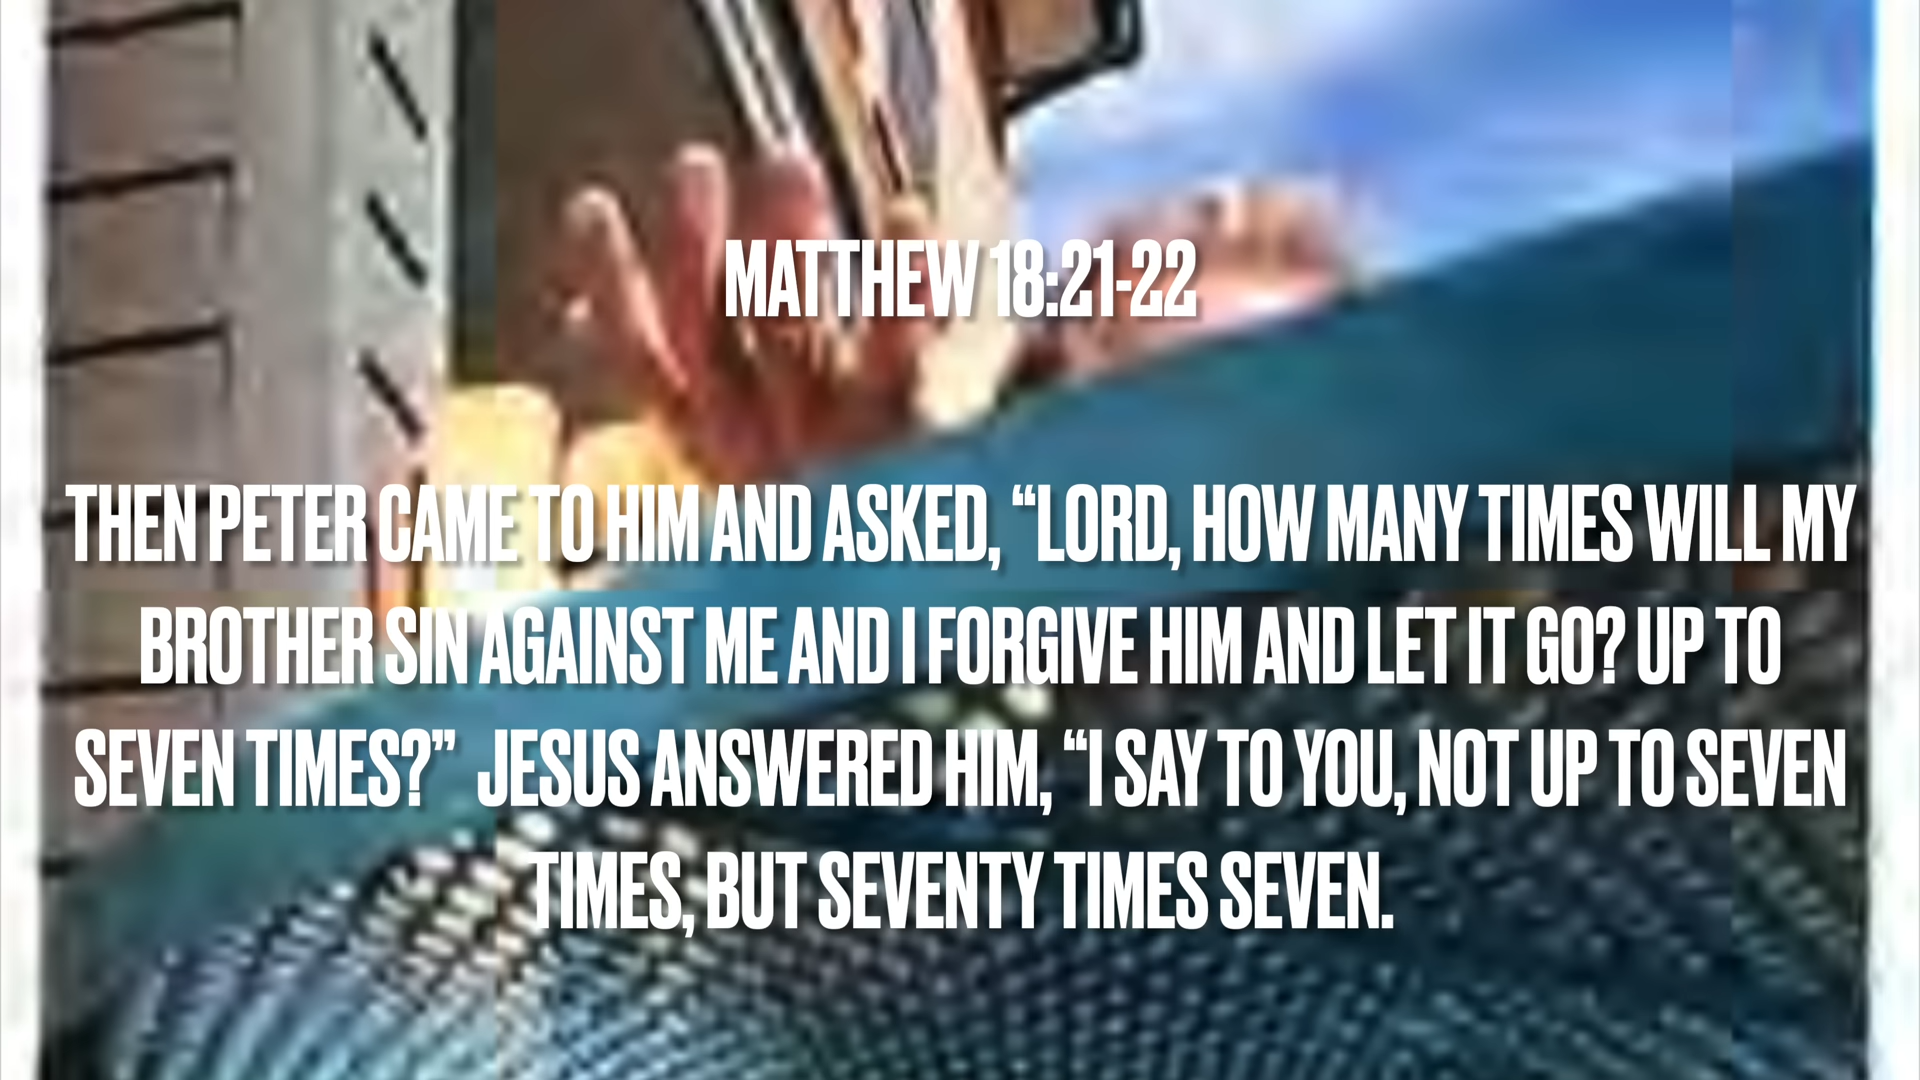 MATTHEW 18:21-22
THEN PETER CAME TO HIM AND ASKED, “LORD, HOW MANY TIMES WILL MY
BROTHER SIN AGAINST ME AND I FORGIVE HIM AND LET IT GO? UP TO
SEVEN TIMES?”  JESUS ANSWERED HIM, “I SAY TO YOU, NOT UP TO SEVEN
TIMES, BUT SEVENTY TIMES SEVEN.